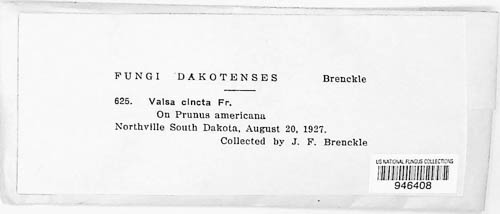 FUNGI DAKOTENSES Brenckle
625. Valsa cincta Fr.
On Prunus americana
Northville South Dakota, August 20, 1927.
Collected by J. F. Brenckle
US NATIONAL FUNGUS COLLECTIONS
946408